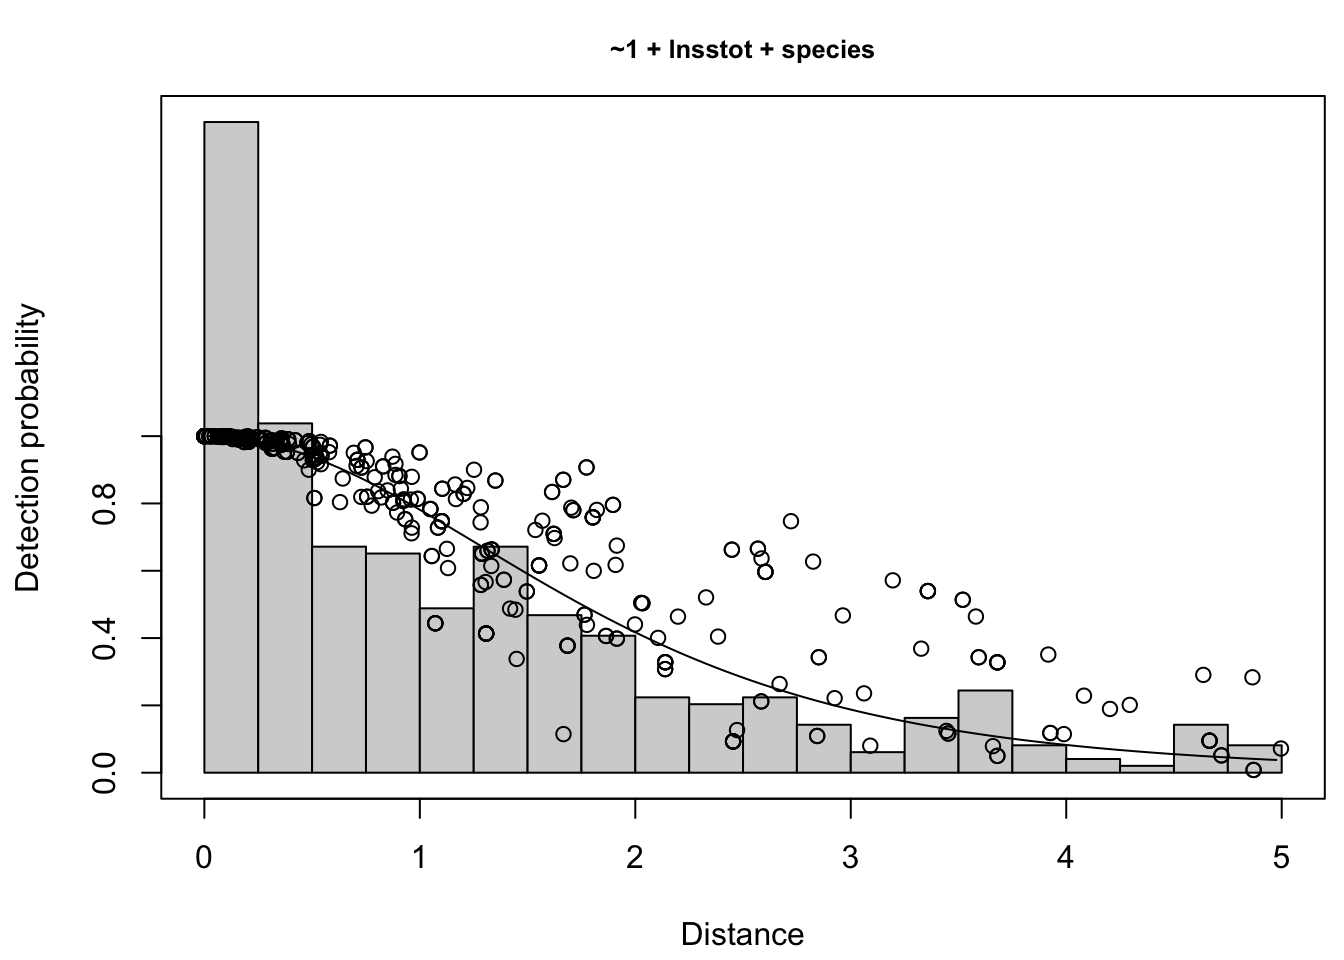 ~1 + lnsstot + species
Detection probability
0.8
0.4
0.0
0 1 2 3 4 5
Distance